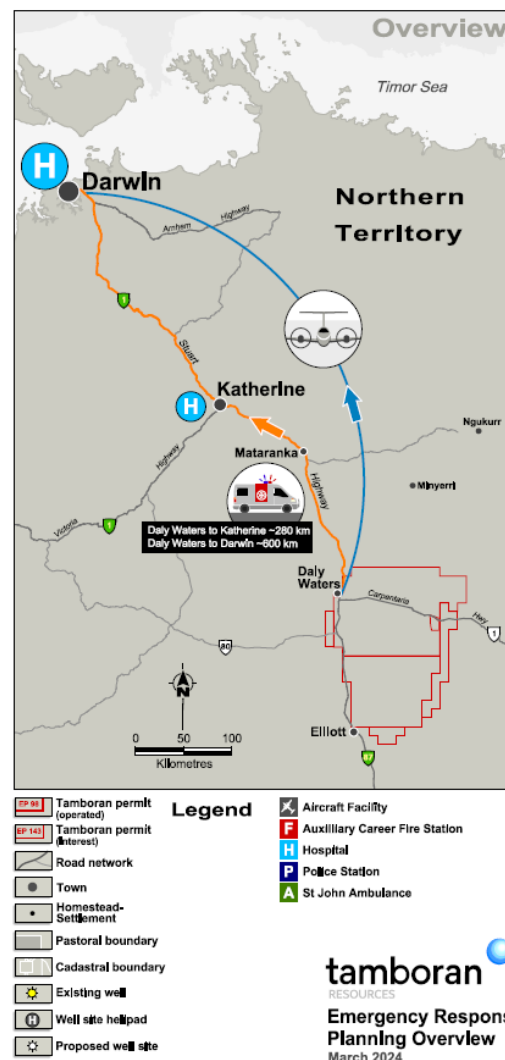 Overview
Timor Sea
H
Darwin
Northern
Territory
Arnhem
Highway
1
Stuart
Katherine
H
Ngukurr
Mataranka
Highway
Minyerri
Highway
Victoria
1
Daly Waters to Katherine ~280 km
Daly Waters to Darwin ~600 km
Daly
Waters
Carpentaria
Hwy
1
80
N
0 50 100
Kilometres
Elliott
87
Legend
EP 98
Tamboran permit
(operated)
EP 143
Tamboran permit
(interest)
Road network
Town
Homestead-
Settlement
Pastoral boundary
Cadastral boundary
Existing well
H
Well site helipad
Proposed well site
Aircraft Facility
F
Auxilliary Career Fire Station
H
Hospital
P
Police Station
A
St John Ambulance
tamboran
RESOURCES
Emergency Respons
Planning Overview
March 2024